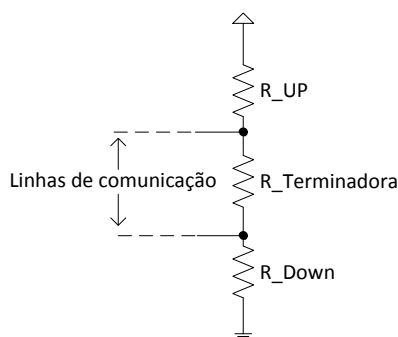 R_UP
Linhas de comunicação
R_Terminadora
R_Down